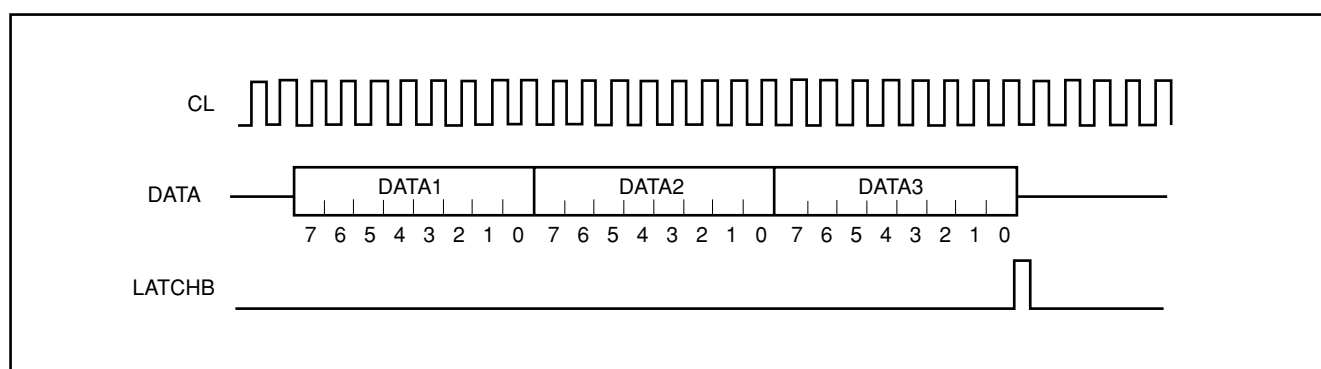 CL
DATA
DATA1 DATA2 DATA3
7 6 5 4 3 2 1 0 7 6 5 4 3 2 1 0 7 6 5 4 3 2 1 0
LATCHB